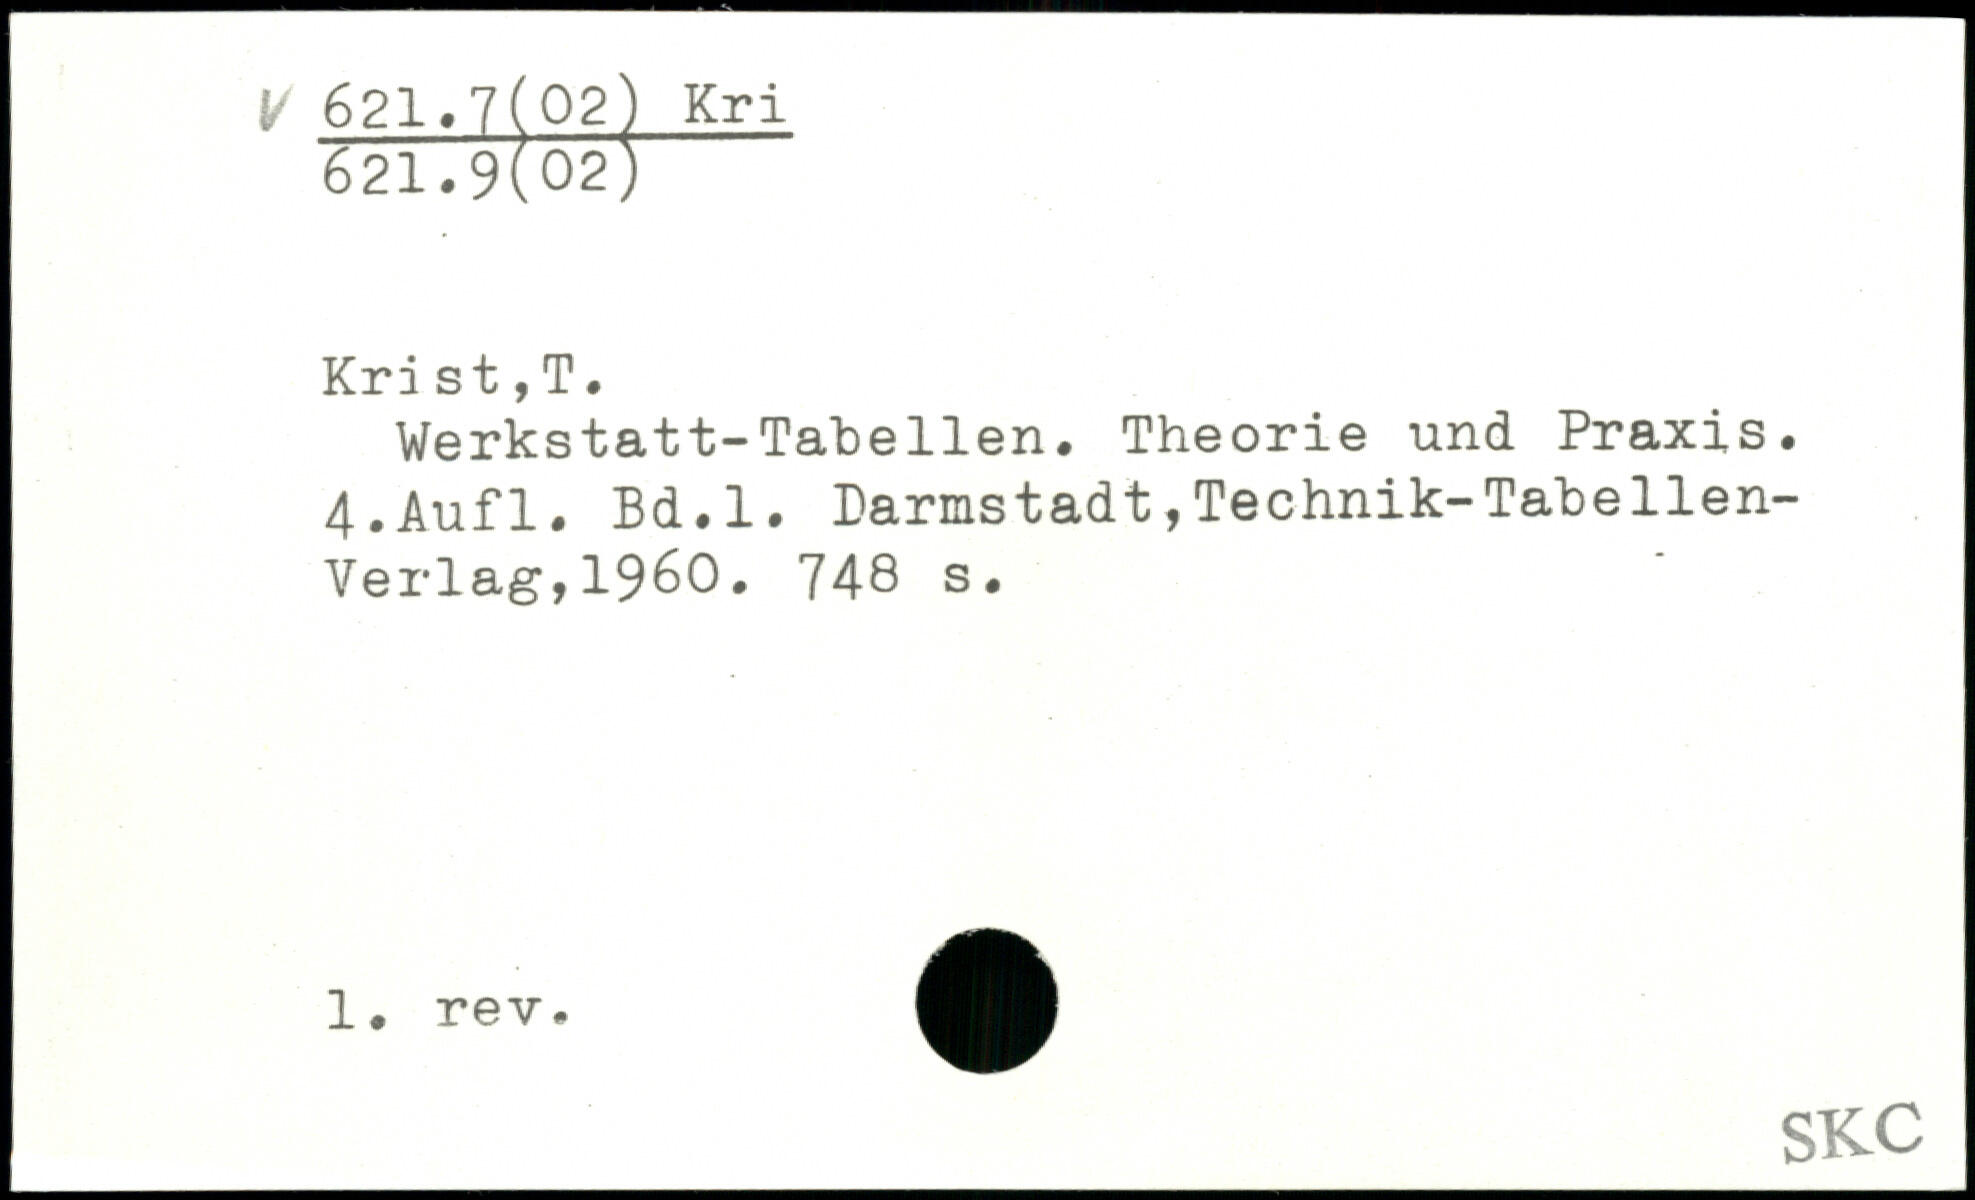 V 621.7(02) Kri
621.9(02)
Krist,T.
Werkstatt-Tabellen. Theorie und Praxis.
4.Aufl. Bd.1. Darmstadt,Technik-Tabellen-
Verlag,1960. 748 s.
1. rev.
SKC